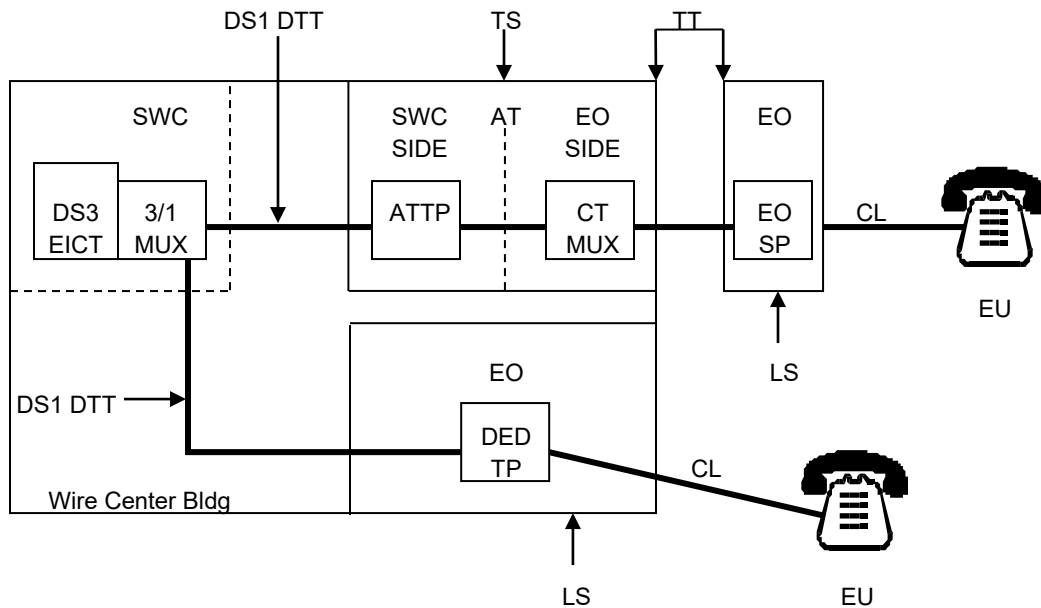 DS1 DTT TS TT
SWC SWC AT EO EO
SIDE SIDE
DS3 3/1 ATTP CT EO CL
EICT MUX MUX SP
EU
LS
EO
DS1 DTT
DED
TP
CL
Wire Center Bldg
LS EU